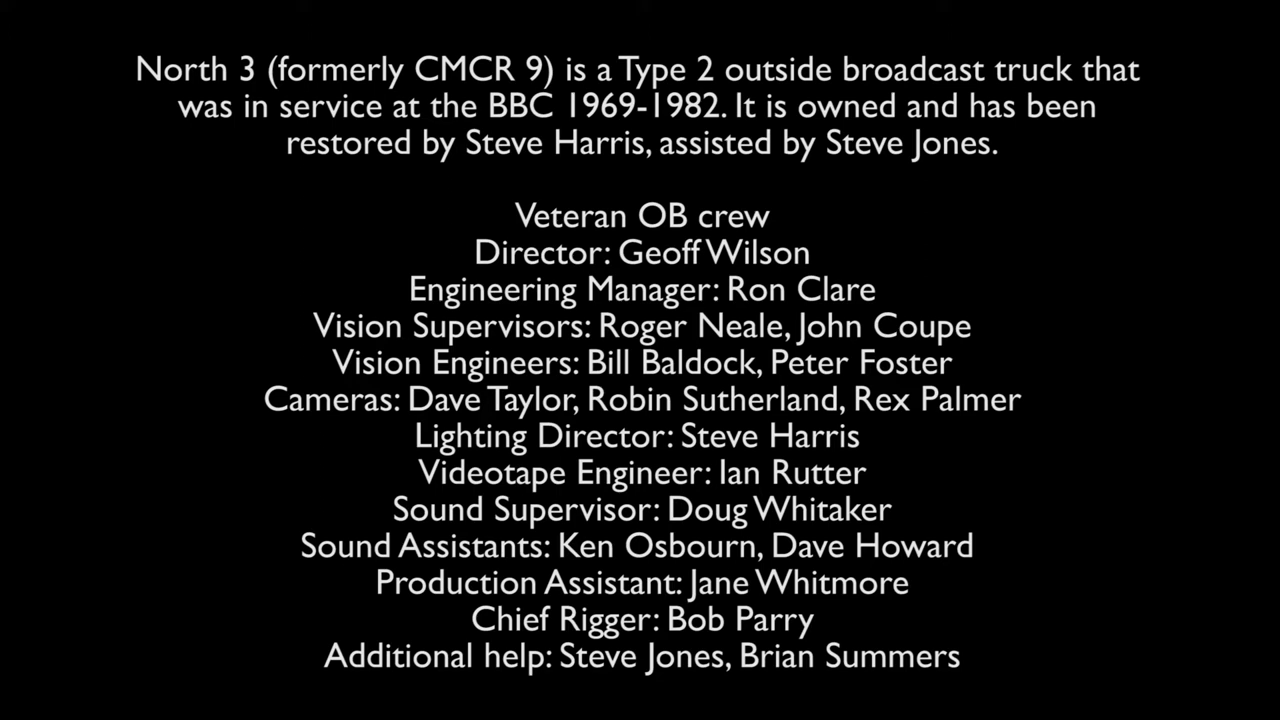 North 3 (formerly CMCR 9) is a Type 2 outside broadcast truck that
was in service at the BBC 1969-1982. It is owned and has been
restored by Steve Harris, assisted by Steve Jones.
Veteran OB crew
Director: Geoff Wilson
Engineering Manager: Ron Clare
Vision Supervisors: Roger Neale, John Coupe
Vision Engineers: Bill Baldock, Peter Foster
Cameras: Dave Taylor, Robin Sutherland, Rex Palmer
Lighting Director: Steve Harris
Videotape Engineer: Ian Rutter
Sound Supervisor: Doug Whitaker
Sound Assistants: Ken Osbourn, Dave Howard
Production Assistant: Jane Whitmore
Chief Rigger: Bob Parry
Additional help: Steve Jones, Brian Summers